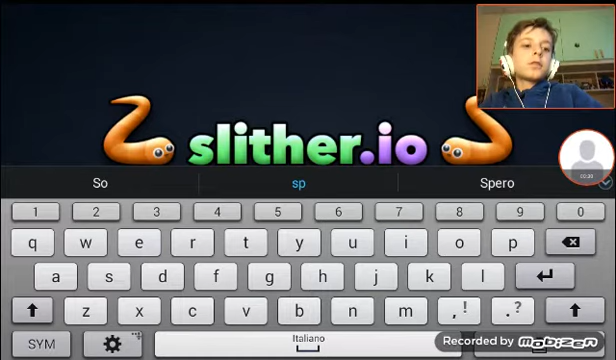 slither.io
So sp Spero
1 2 3 4 5 6 7 8 9 0
q w e r t y u i o p
a s d f g h j k l
z x c v b n m ,! .?
SYM Italiano Recorded by mobizen